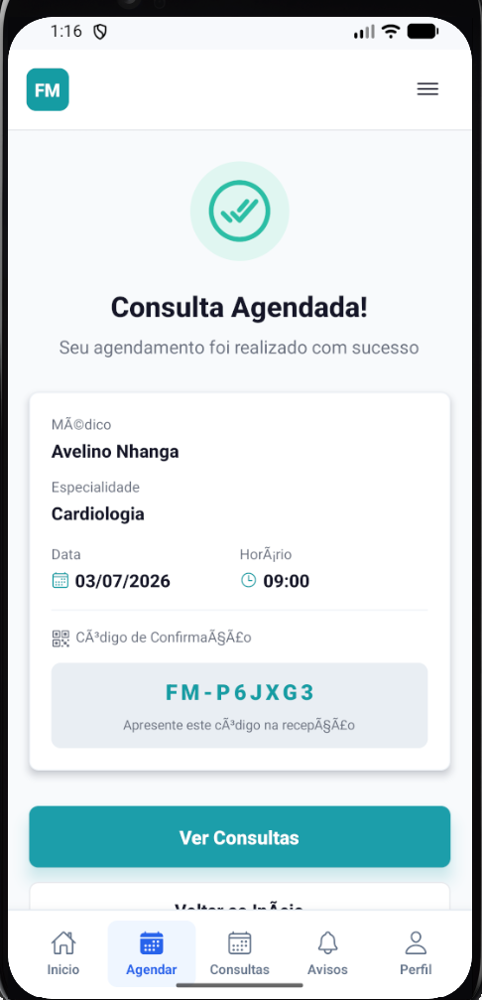 1:16
FM
Consulta Agendada!
Seu agendamento foi realizado com sucesso
MÃ©dico
Avelino Nhanga
Especialidade
Cardiologia
Data HorÃ¡rio
03/07/2026 09:00
CÃ³digo de ConfirmaÃ§Ã£o
FM-P6JXG3
Apresente este cÃ³digo na recepÃ§Ã£o
Ver Consultas
Voltar ao InÃ­cio
Inicio Agendar Consultas Avisos Perfil